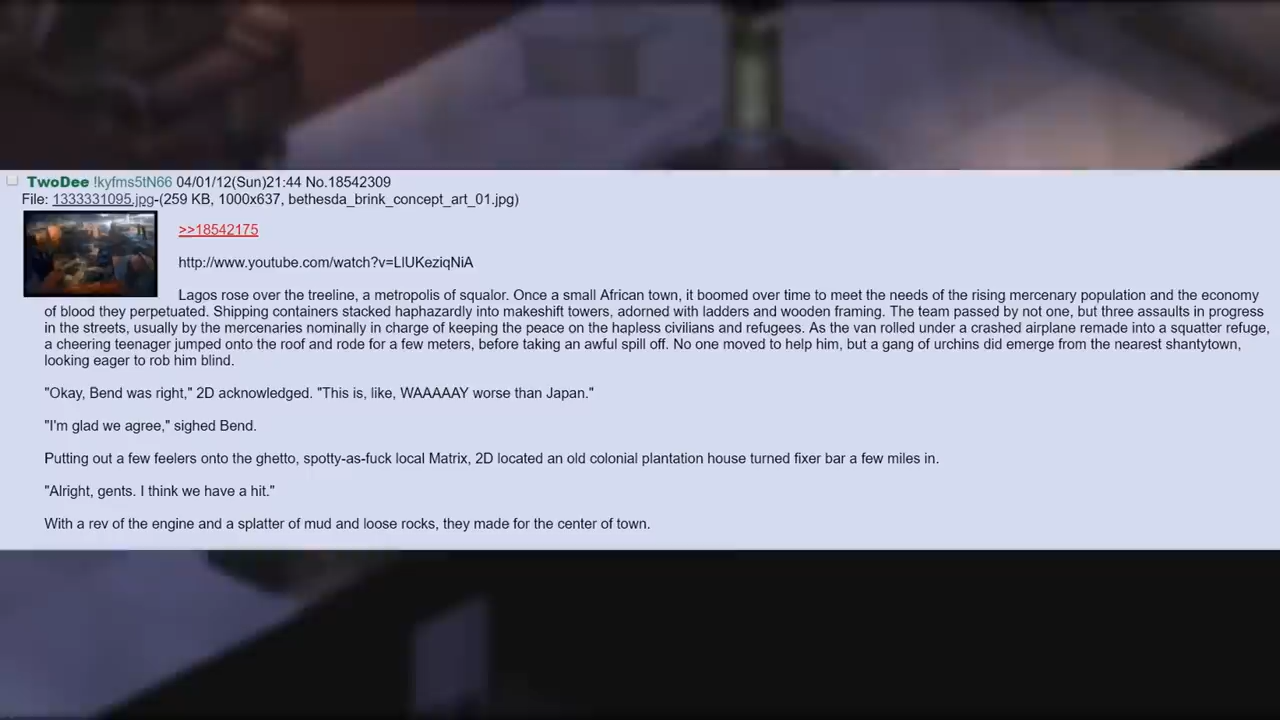 TwoDee !kyfms5tN66 04/01/12(Sun)21:44 No.18542309
File: 1333331095.jpg-(259 KB, 1000x637, bethesda_brink_concept_art_01.jpg)
>>18542175
http://www.youtube.com/watch?v=LlUKeziqNiA
Lagos rose over the treeline, a metropolis of squalor. Once a small African town, it boomed over time to meet the needs of the rising mercenary population and the economy
of blood they perpetuated. Shipping containers stacked haphazardly into makeshift towers, adorned with ladders and wooden framing. The team passed by not one, but three assaults in progress
in the streets, usually by the mercenaries nominally in charge of keeping the peace on the hapless civilians and refugees. As the van rolled under a crashed airplane remade into a squatter refuge,
a cheering teenager jumped onto the roof and rode for a few meters, before taking an awful spill off. No one moved to help him, but a gang of urchins did emerge from the nearest shantytown,
looking eager to rob him blind.
"Okay, Bend was right," 2D acknowledged. "This is, like, WAAAAAY worse than Japan."
"I'm glad we agree," sighed Bend.
Putting out a few feelers onto the ghetto, spotty-as-fuck local Matrix, 2D located an old colonial plantation house turned fixer bar a few miles in.
"Alright, gents. I think we have a hit."
With a rev of the engine and a splatter of mud and loose rocks, they made for the center of town.